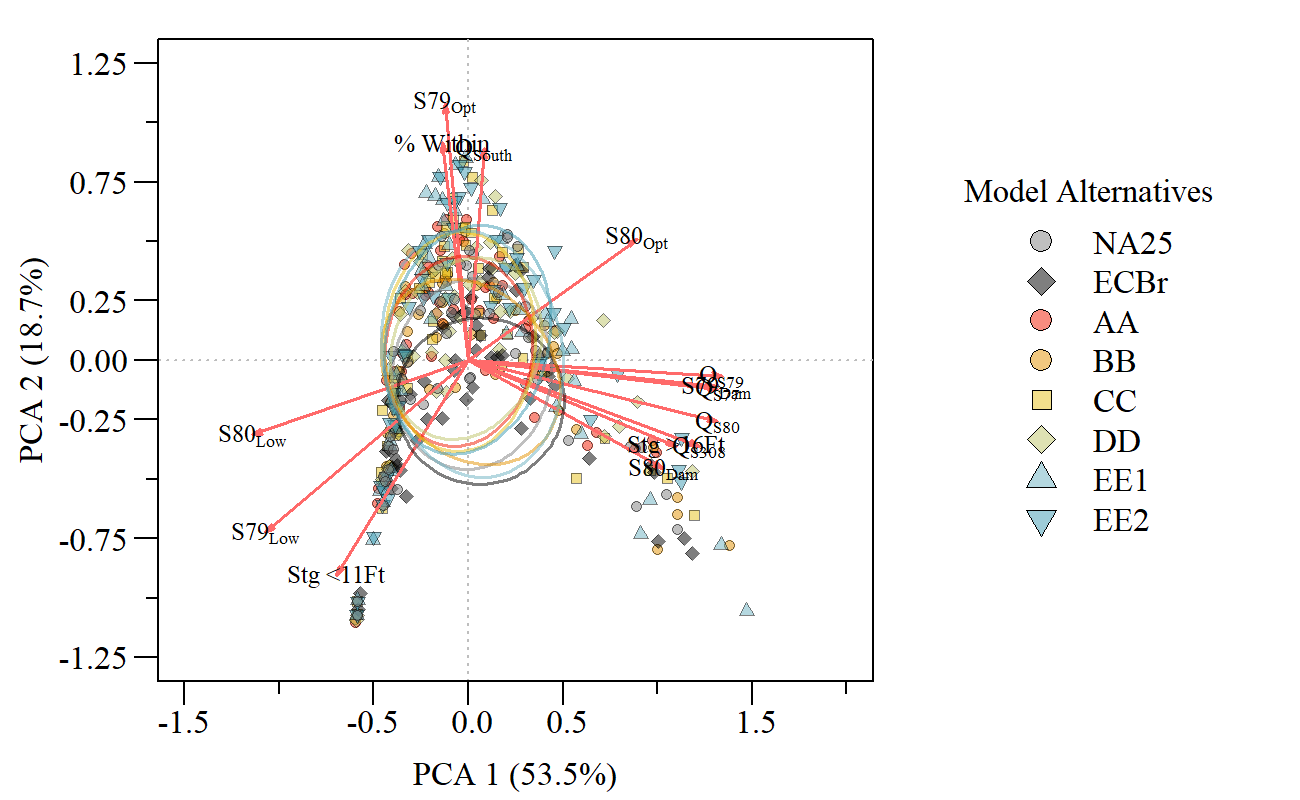 1.25
0.75
0.25
0.00
-0.25
-0.75
-1.25
PCA 2 (18.7%)
S79Opt
% Within
QSouth
S80Opt
QS79
S79Dam
QS77
QS80
Stg >16Ft
QS308
S80Dam
S80Low
S79Low
Stg <11Ft
-1.5
-0.5
0.0
0.5
1.5
PCA 1 (53.5%)
Model Alternatives
NA25
ECBr
AA
BB
CC
DD
EE1
EE2